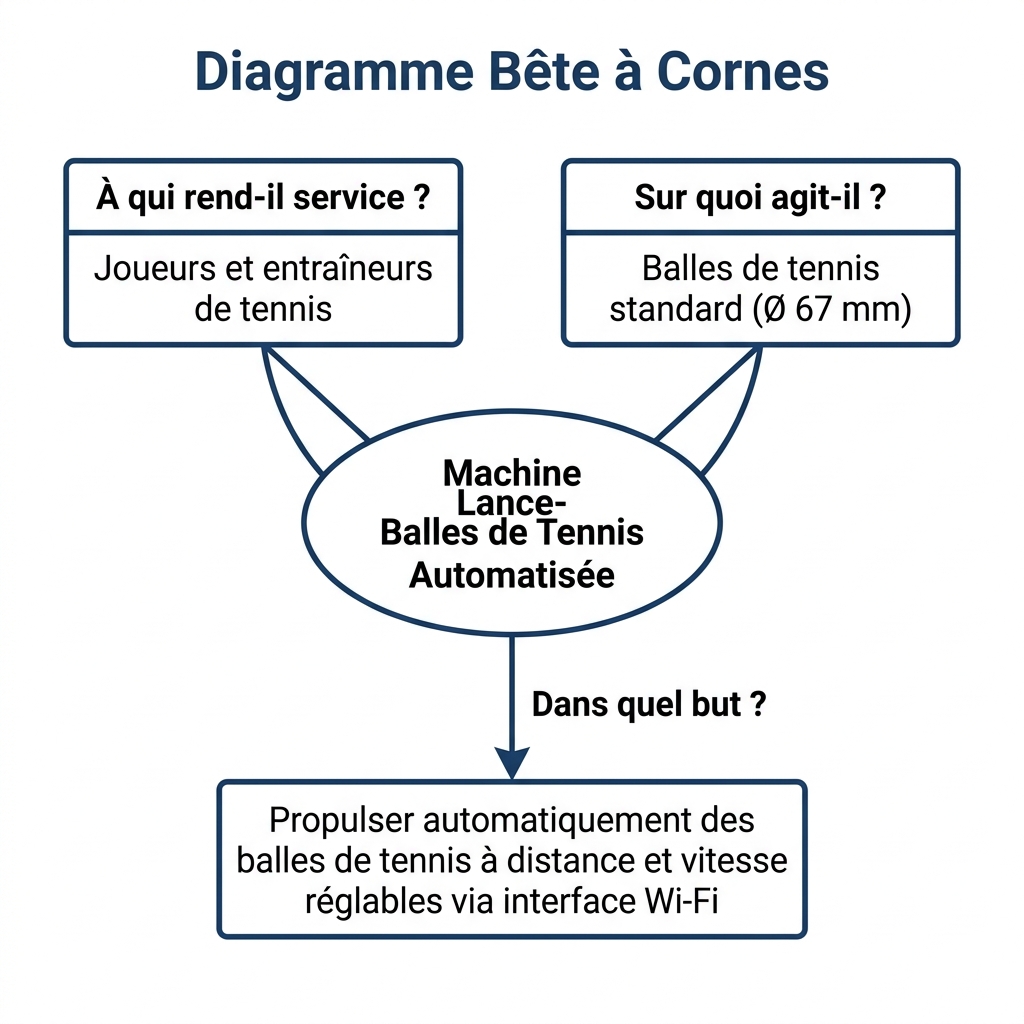 Diagramme Bête à Cornes
À qui rend-il service ?
Joueurs et entraîneurs
de tennis
Sur quoi agit-il ?
Balles de tennis
standard (Ø 67 mm)
Machine
Lance-
Balles de Tennis
Automatisée
Dans quel but ?
Propulser automatiquement des
balles de tennis à distance et vitesse
réglables via interface Wi-Fi